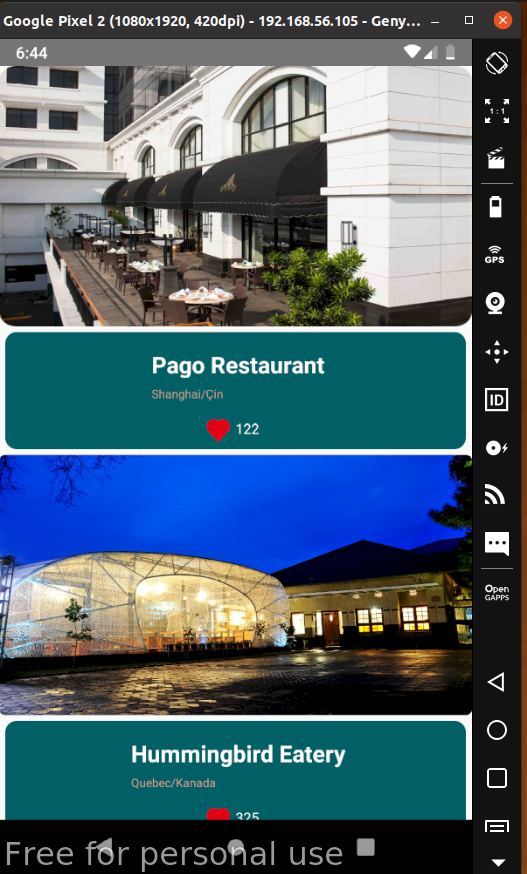 Google Pixel 2 (1080x1920, 420dpi) - 192.168.56.105 - Geny...
6:44
1 : 1
GPS
Pago Restaurant
Shanghai/Çin
ID
122
Open
GAPPS
Hummingbird Eatery
Quebec/Kanada
325
Free for personal use